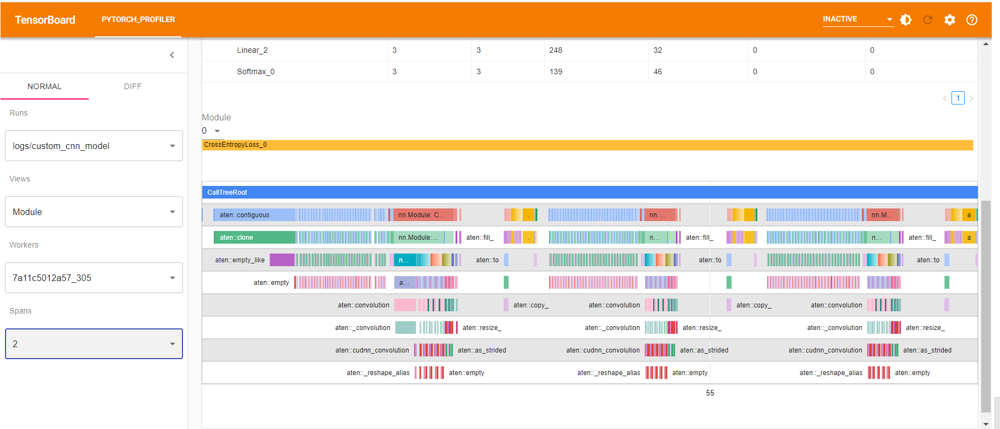 TensorBoard
PYTORCH_PROFILER
INACTIVE
NORMAL
DIFF
Runs
logs/custom_cnn_model
Views
Module
Workers
7a11c5012a57_305
Spans
2
Linear_2 3 3 248 32 0 0
Softmax_0 3 3 139 46 0 0
< 1 >
Module
0
CrossEntropyLoss_0
CallTreeRoot
aten::contiguous nn.Module: C... . nn.... nn.M... a
aten::clone nn.Module:... aten::fill_ . n... aten::fill_ n... aten::fill_ a
aten::empty_like n... aten::to aten::to aten::to
aten::empty a...
aten::convolution aten::copy_ aten::convolution aten::copy_ aten::convolution
aten::_convolution aten::resize_ aten::_convolution aten::resize_ aten::_convolution aten::resize_
aten::cudnn_convolution aten::as_strided aten::cudnn_convolution aten::as_strided aten::cudnn_convolution aten::as_strided
aten::_reshape_alias aten::empty aten::_reshape_alias aten::empty aten::_reshape_alias aten::empty
55